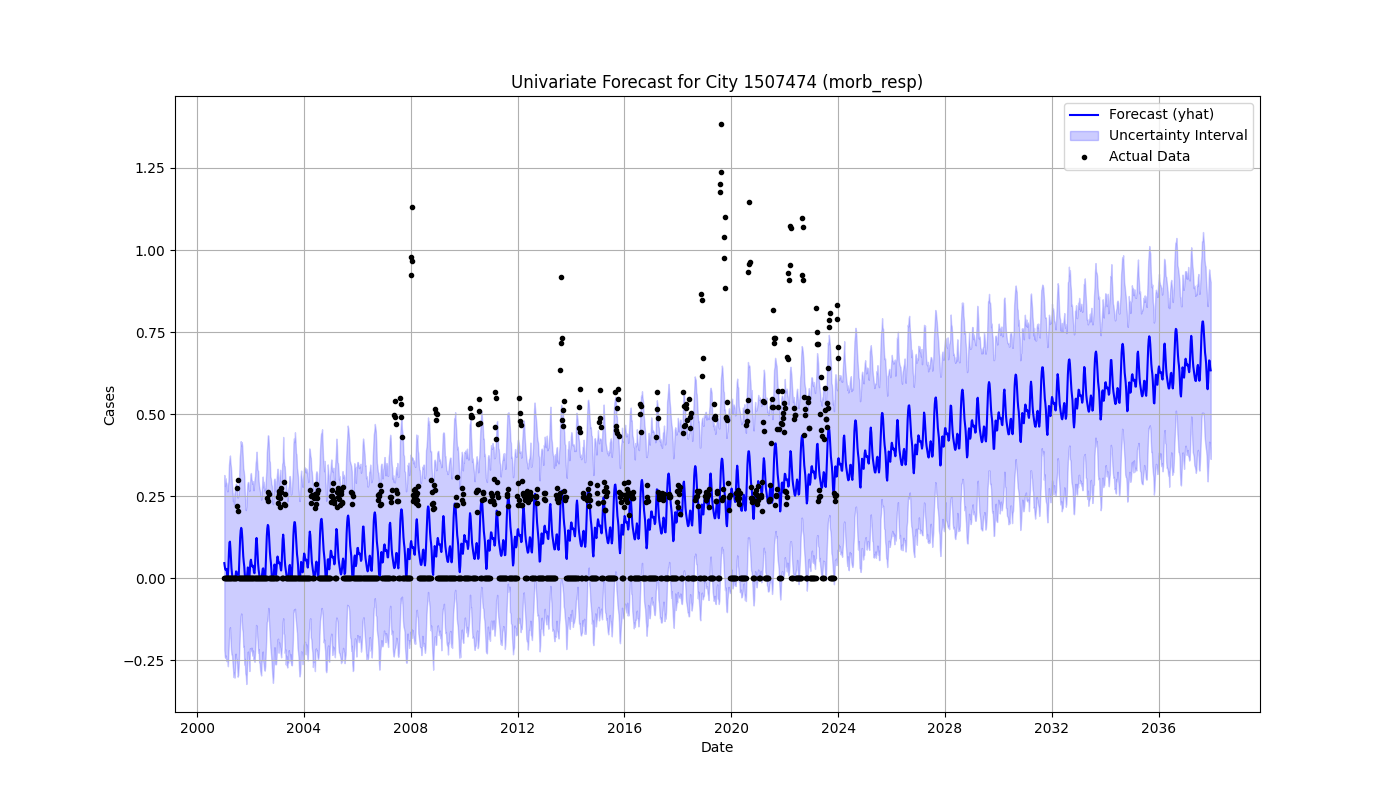 Univariate Forecast for City 1507474 (morb_resp)
Forecast (yhat)
Uncertainty Interval
Actual Data
Cases
1.25
1.00
0.75
0.50
0.25
0.00
−0.25
2000 2004 2008 2012 2016 2020 2024 2028 2032 2036
Date